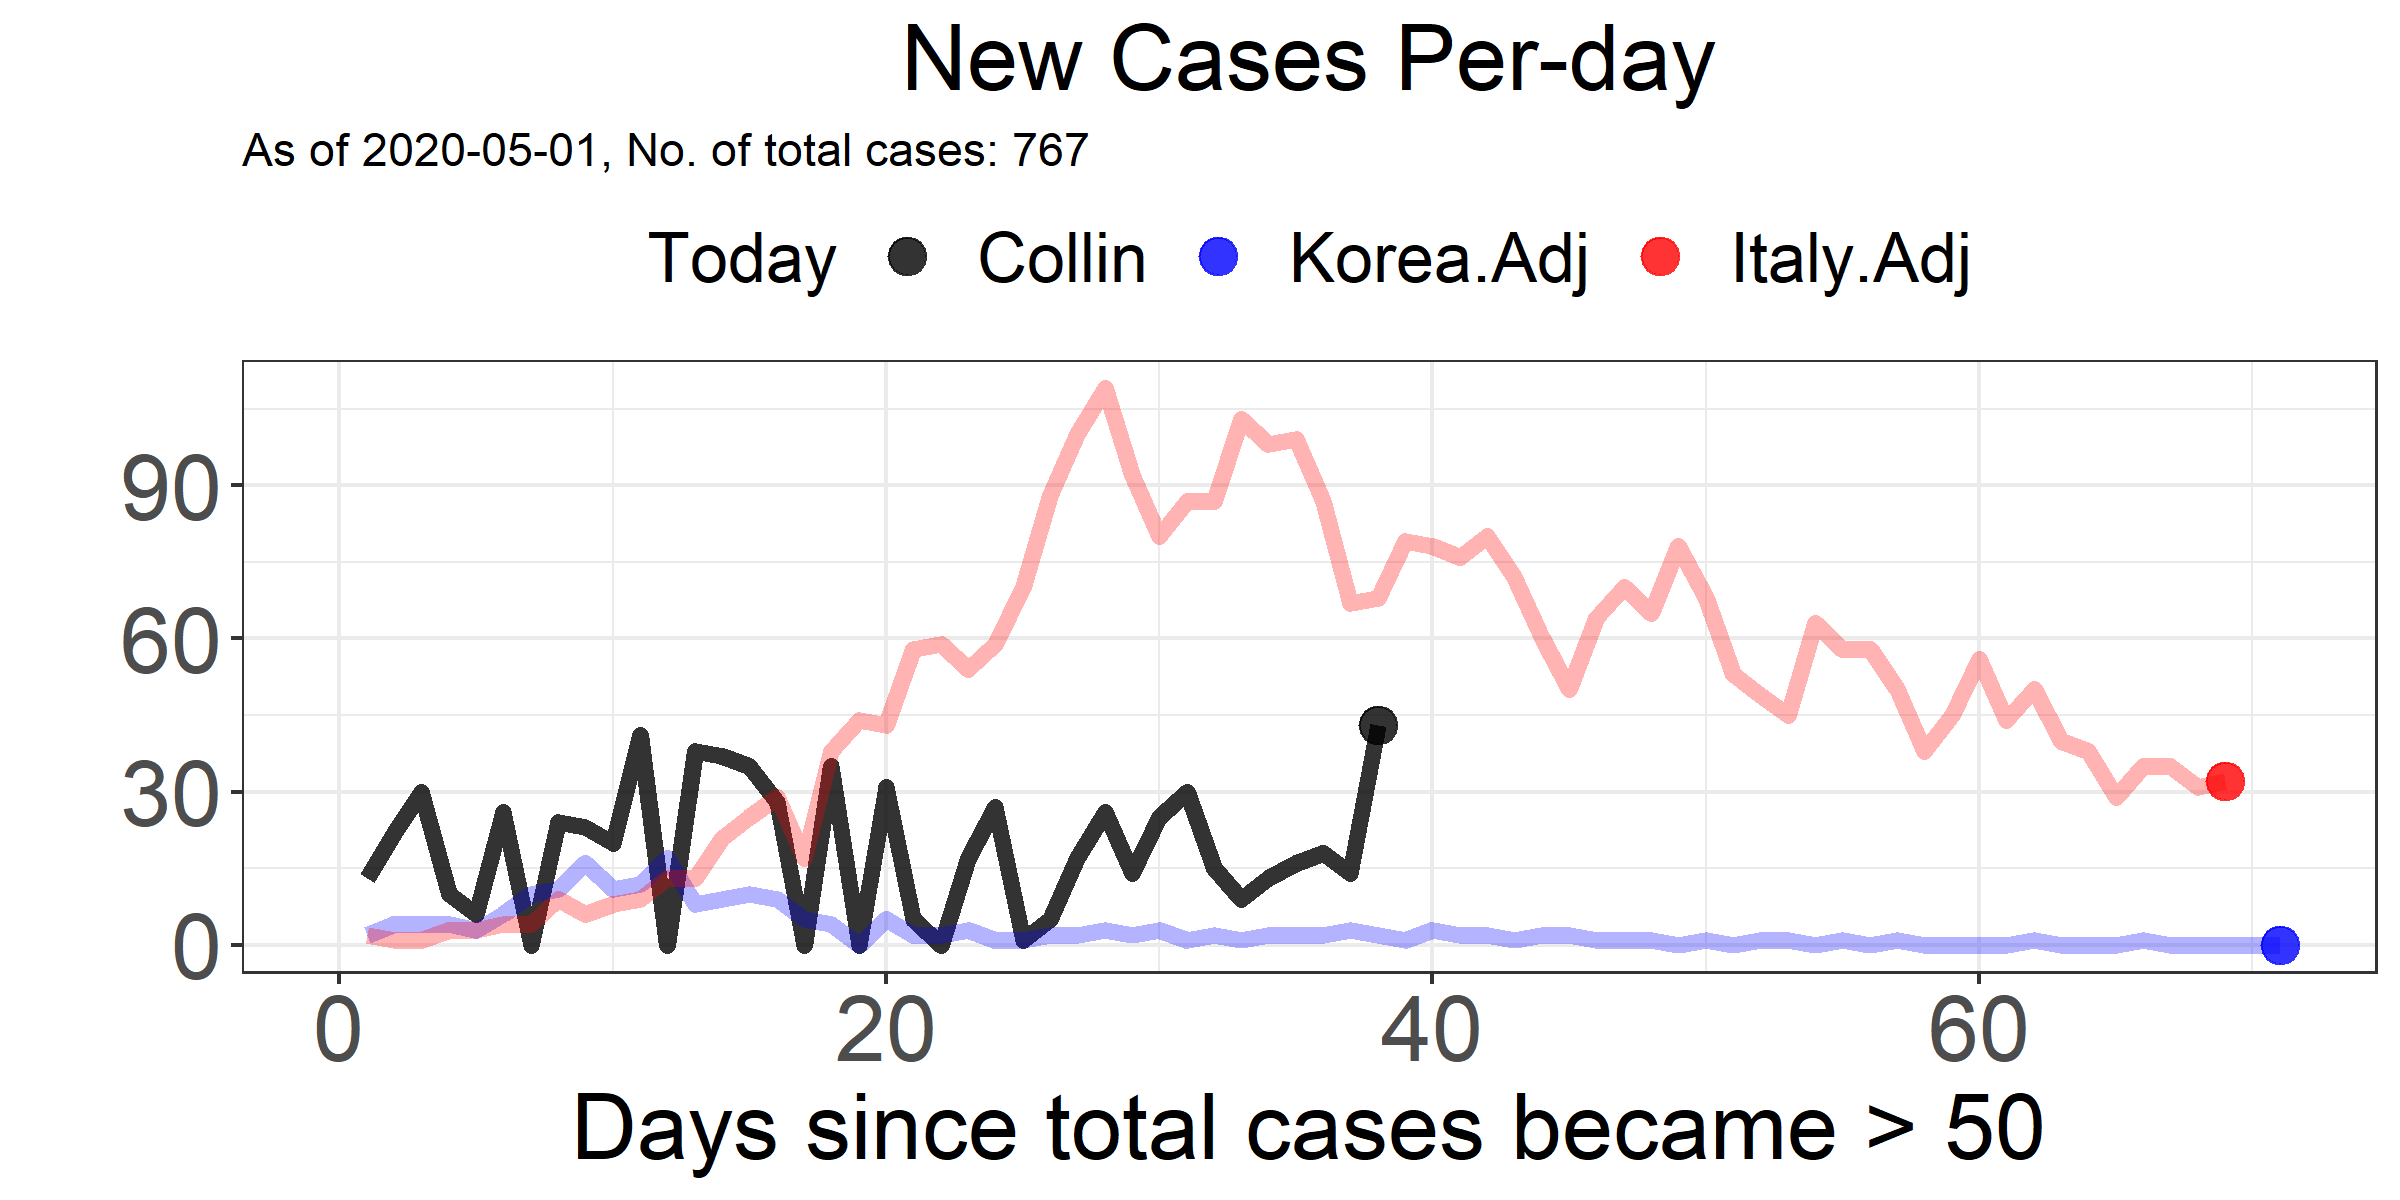 New Cases Per-day
As of 2020-05-01, No. of total cases: 767
Today Collin Korea.Adj Italy.Adj
90
60
30
0
0 20 40 60
Days since total cases became > 50